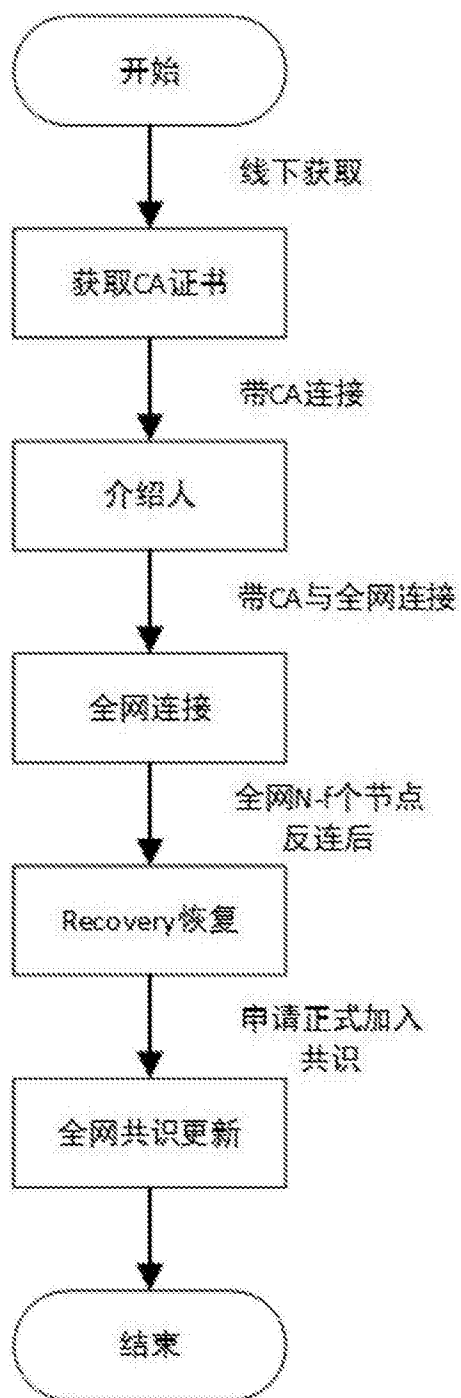 开始
线下获取
获取CA证书
带CA连接
介绍人
带CA与全网连接
全网连接
全网N-f个节点
反连后
Recovery恢复
申请正式加入
共识
全网共识更新
结束